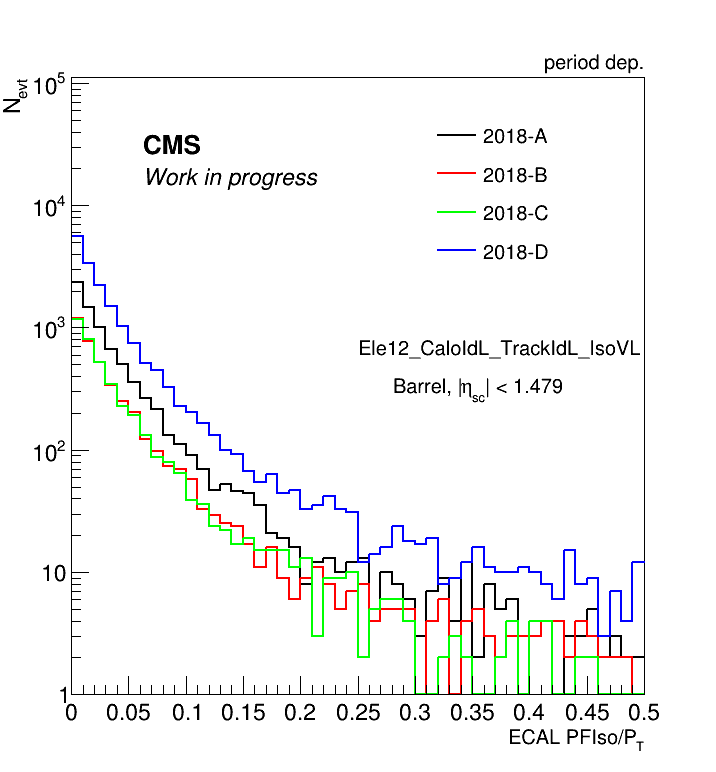 period dep.
N_evt
10^5
10^4
10^3
10^2
10
1
CMS
Work in progress
2018-A
2018-B
2018-C
2018-D
Ele12_CaloIdL_TrackIdL_IsoVL
Barrel, |η_sc| < 1.479
0 0.05 0.1 0.15 0.2 0.25 0.3 0.35 0.4 0.45 0.5
ECAL PFIso/P_T